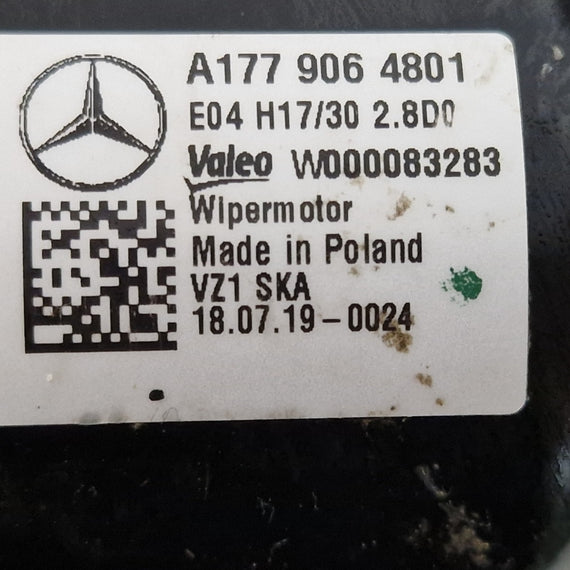 A177 906 4801
E04 H17/30 2.8D0
Valeo W000083283
Wipermotor
Made in Poland
VZ1 SKA
18.07.19-0024